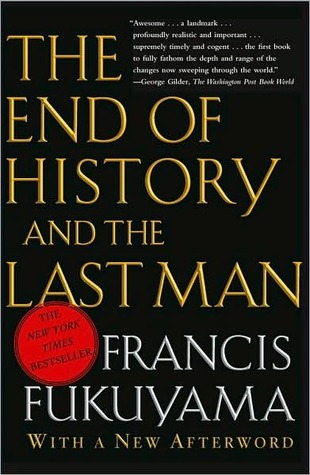 THE
END OF
HISTORY
AND THE
LAST MAN
"Awesome . . . a landmark . . .
profoundly realistic and important . . .
supremely timely and cogent . . . the first book
to fully fathom the depth and range of the
changes now sweeping through the world."
—George Gilder, The Washington Post Book World
THE
NEW YORK
TIMES
BESTSELLER
FRANCIS
FUKUYAMA
WITH A NEW AFTERWORD